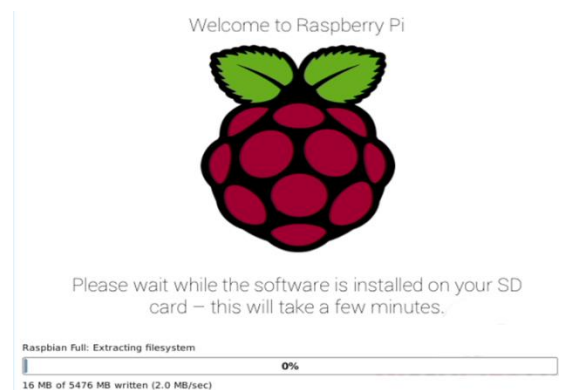 Welcome to Raspberry Pi
Please wait while the software is installed on your SD
card – this will take a few minutes.
Raspbian Full: Extracting filesystem
0%
16 MB of 5476 MB written (2.0 MB/sec)